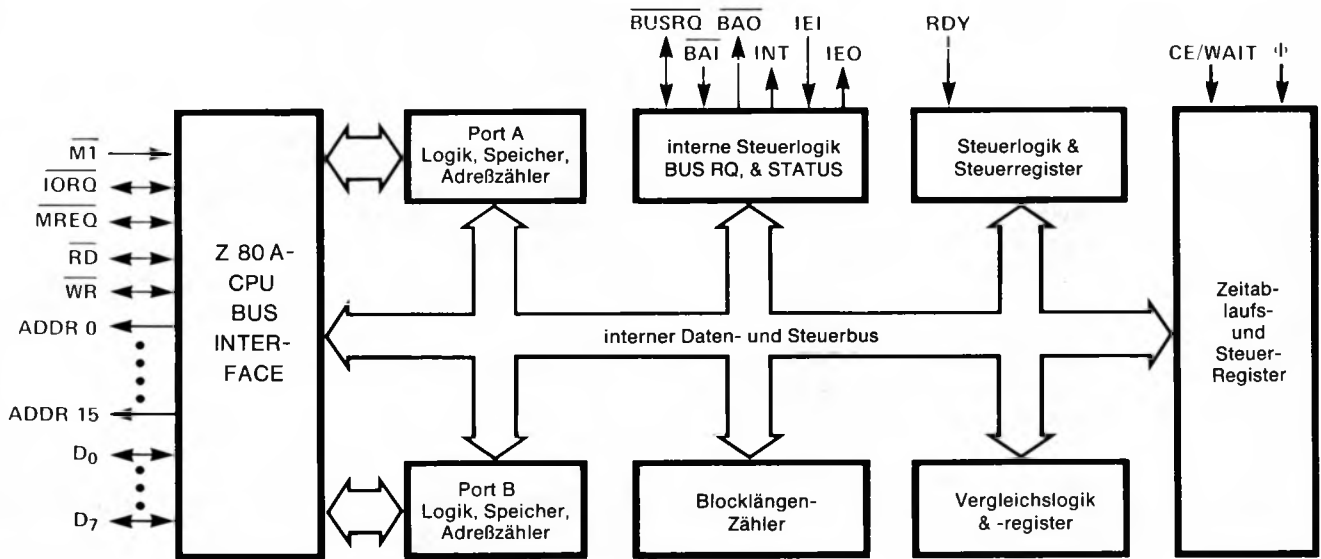 BUSRQ BAO IEI RDY
BAI INT IEO
CE/WAIT ф
M1
IORQ
MREQ
RD
WR
ADDR 0
ADDR 15
D0
D7
Z 80 A-
CPU
BUS
INTER-
FACE
Port A
Logik, Speicher,
Adreßzähler
interne Steuerlogik
BUS RQ, & STATUS
Steuerlogik &
Steuerregister
interner Daten- und Steuerbus
Zeitab-
laufs-
und
Steuer-
Register
Port B
Logik, Speicher,
Adreßzähler
Blocklängen-
Zähler
Vergleichslogik
& -register